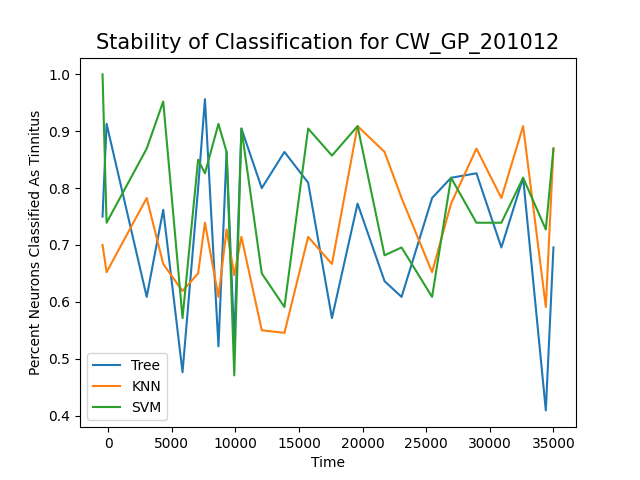 Stability of Classification for CW_GP_201012
Percent Neurons Classified As Tinnitus
1.0
0.9
0.8
0.7
0.6
0.5
0.4
Tree
KNN
SVM
0 5000 10000 15000 20000 25000 30000 35000
Time